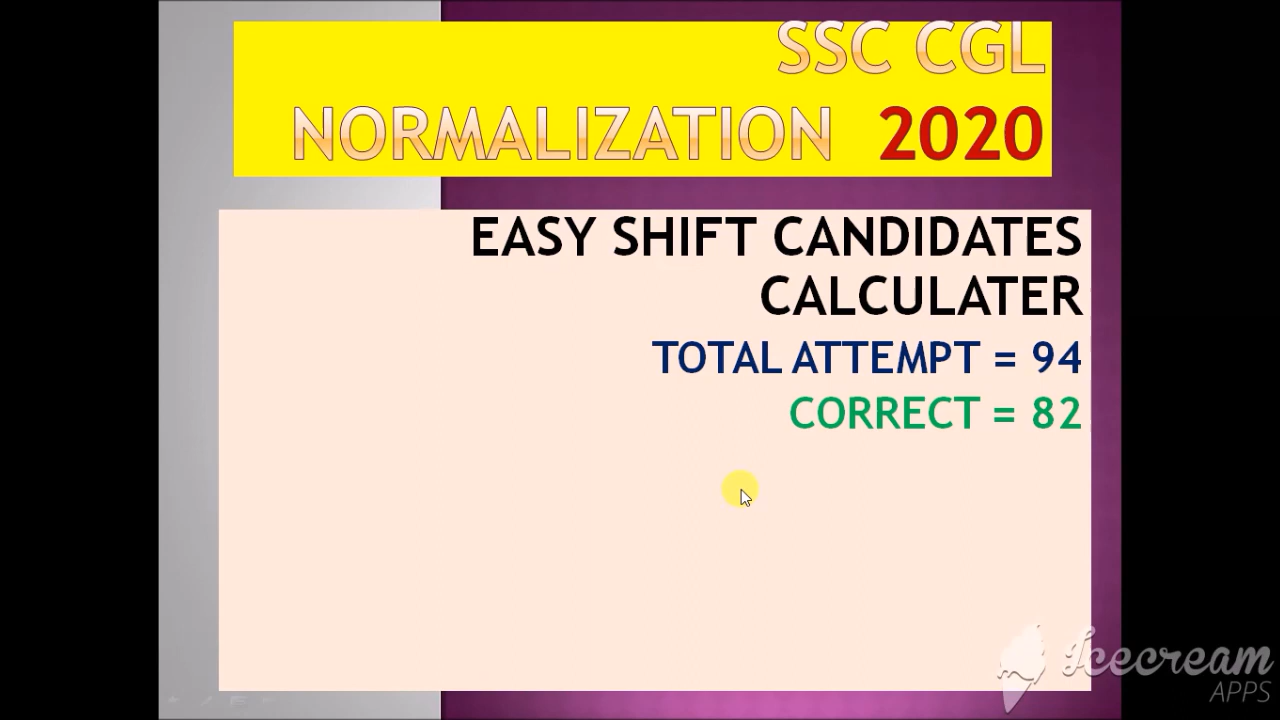 SSC CGL
NORMALIZATION 2020
EASY SHIFT CANDIDATES
CALCULATER
TOTAL ATTEMPT = 94
CORRECT = 82
Icecream
APPS